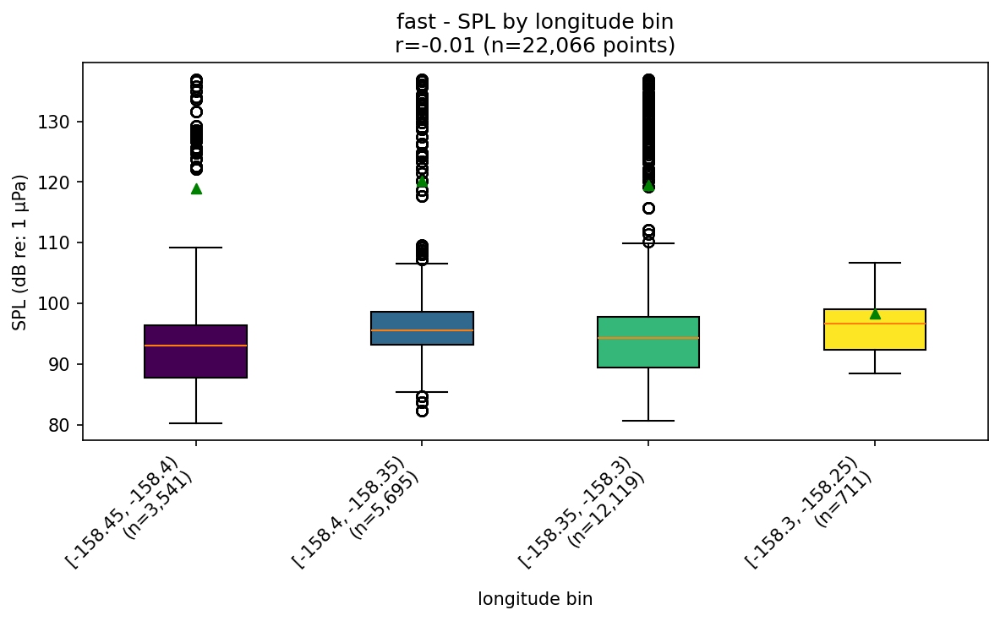 fast - SPL by longitude bin
r=-0.01 (n=22,066 points)
SPL (dB re: 1 µPa)
130
120
110
100
90
80
[-158.45, -158.4)
(n=3,541)
[-158.4, -158.35)
(n=5,695)
[-158.35, -158.3)
(n=12,119)
[-158.3, -158.25)
(n=711)
longitude bin